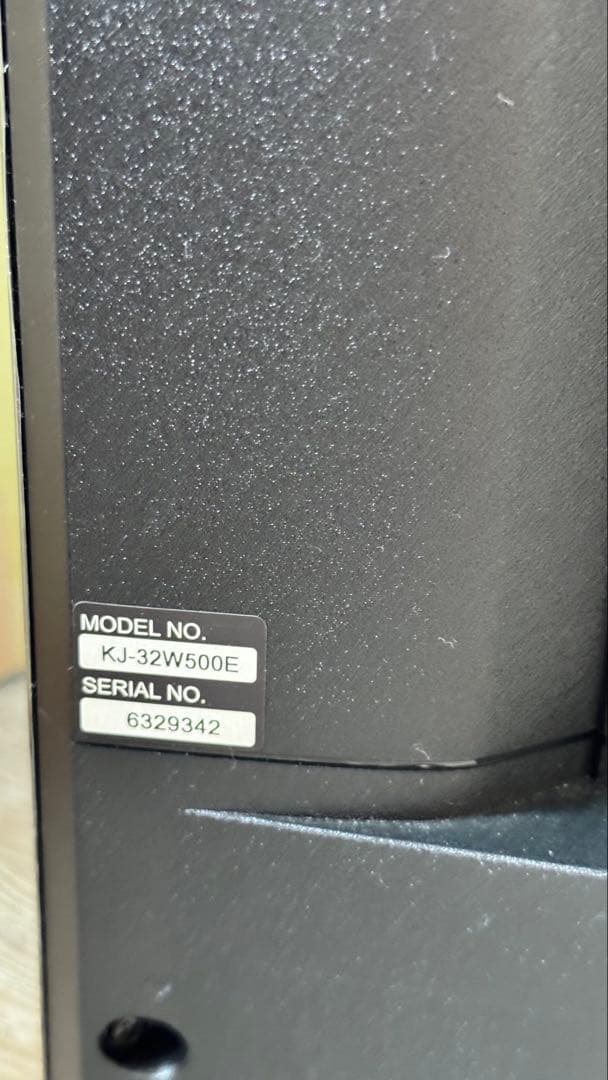 MODEL NO.
KJ-32W500E
SERIAL NO.
6329342